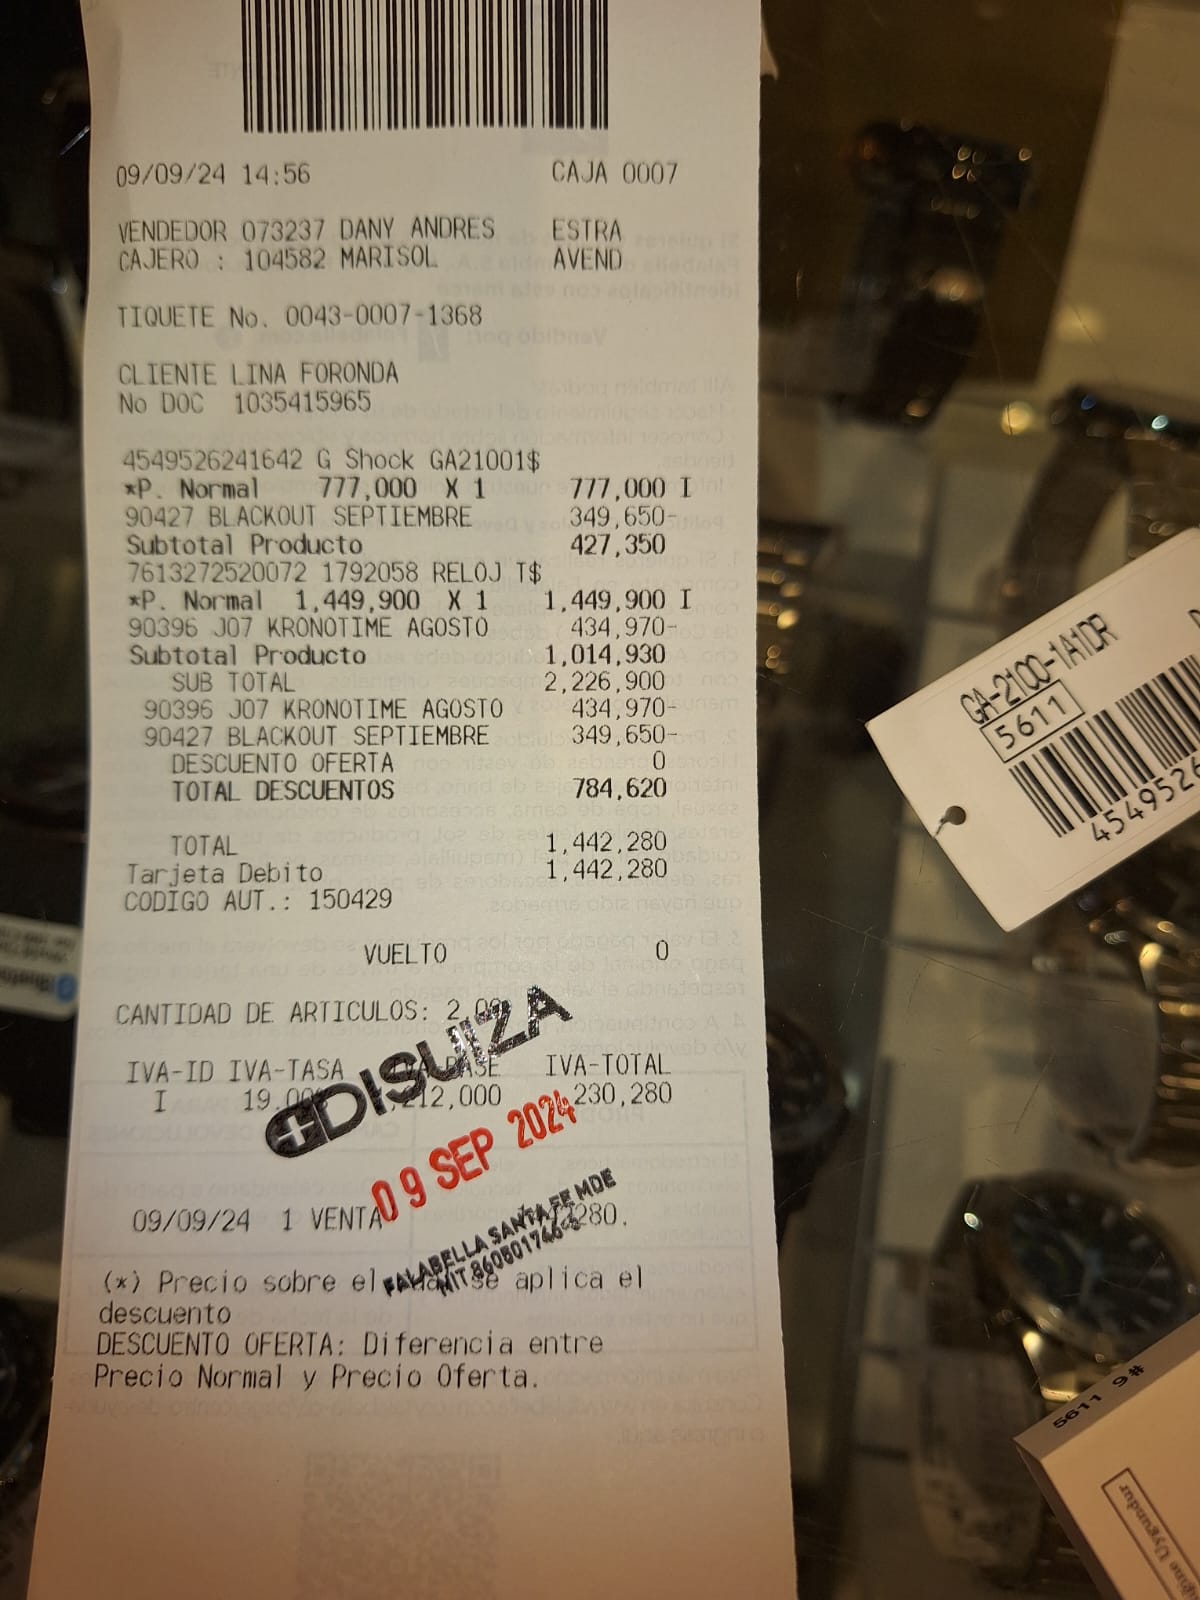 09/09/24 14:56 CAJA 0007
VENDEDOR 073237 DANY ANDRES ESTRA
CAJERO : 104582 MARISOL AVEND
TIQUETE No. 0043-0007-1368
CLIENTE LINA FORONDA
No DOC 1035415965
4549526241642 G Shock GA21001$
*P. Normal 777,000 X 1 777,000 I
90427 BLACKOUT SEPTIEMBRE 349,650-
Subtotal Producto 427,350
7613272520072 1792058 RELOJ T$
*P. Normal 1,449,900 X 1 1,449,900 I
90396 J07 KRONOTIME AGOSTO 434,970-
Subtotal Producto 1,014,930
SUB TOTAL 2,226,900
90396 J07 KRONOTIME AGOSTO 434,970-
90427 BLACKOUT SEPTIEMBRE 349,650-
DESCUENTO OFERTA 0
TOTAL DESCUENTOS 784,620
TOTAL 1,442,280
Tarjeta Debito 1,442,280
CODIGO AUT.: 150429
VUELTO 0
CANTIDAD DE ARTICULOS: 2.00
IVA-ID IVA-TASA BASE IVA-TOTAL
I 19.00 212,000 230,280
DISUIZA
09 SEP 2024
FALABELLA SANTA FE MDE
NIT.860501746-5
09/09/24 1 VENTA 280.
(*) Precio sobre el se aplica el
descuento
DESCUENTO OFERTA: Diferencia entre
Precio Normal y Precio Oferta.
GA-2100-1A1DR
5611
4549526
5611 9#